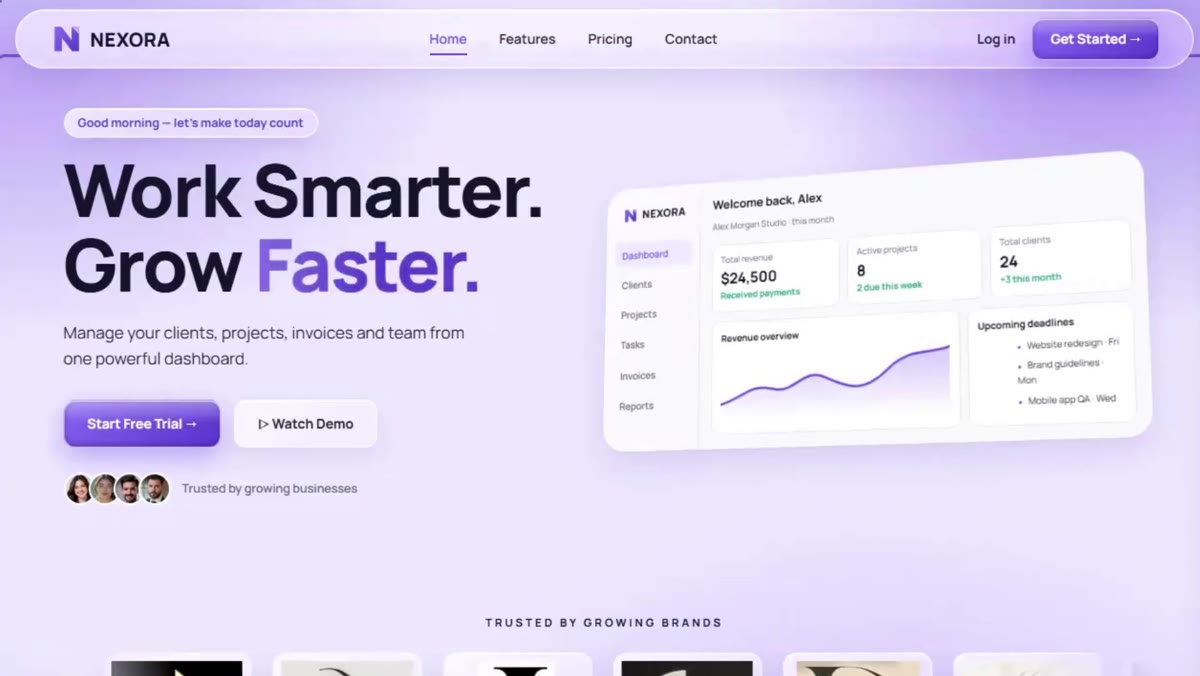 NEXORA
Home
Features
Pricing
Contact
Log in
Get Started →
Good morning — let's make today count
Work Smarter.
Grow Faster.
Manage your clients, projects, invoices and team from
one powerful dashboard.
Start Free Trial →
Watch Demo
Trusted by growing businesses
NEXORA
Dashboard
Clients
Projects
Tasks
Invoices
Reports
Welcome back, Alex
Alex Morgan Studio · this month
Total revenue
$24,500
Received payments
Active projects
8
2 due this week
Total clients
24
+3 this month
Revenue overview
Upcoming deadlines
• Website redesign · Fri
• Brand guidelines ·
Mon
• Mobile app QA · Wed
TRUSTED BY GROWING BRANDS